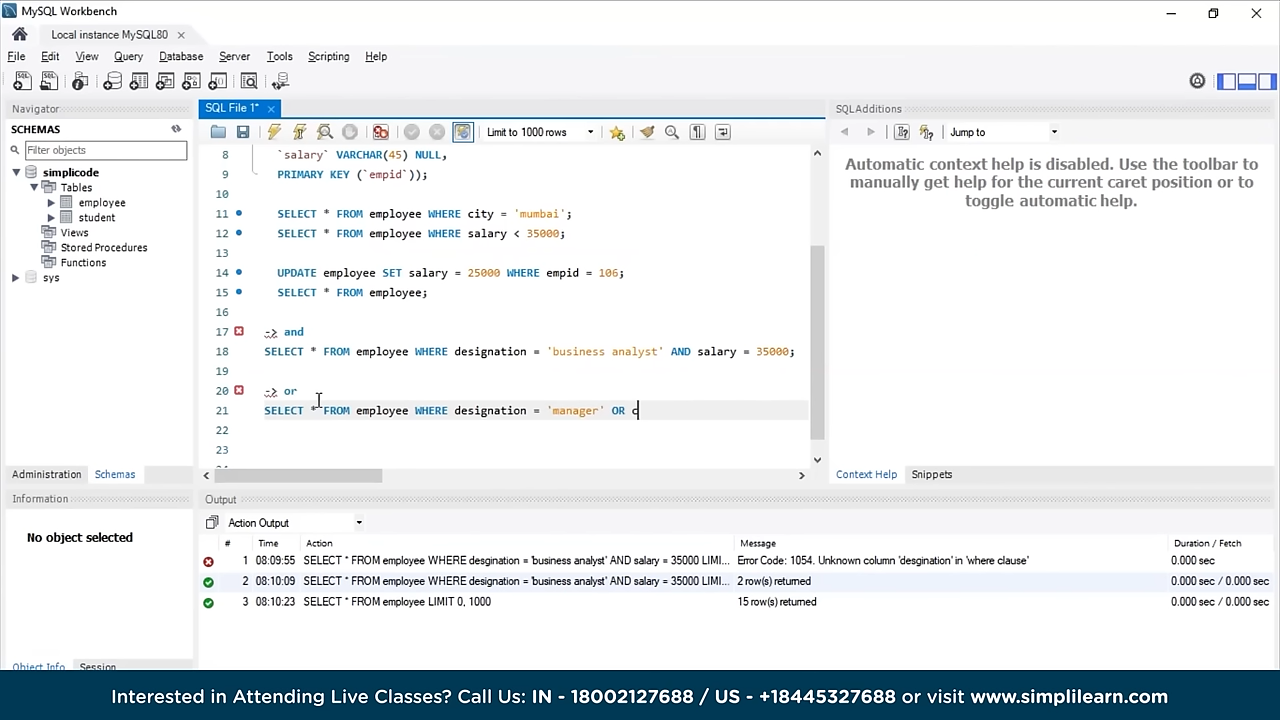 MySQL Workbench
Local instance MySQL80
File Edit View Query Database Server Tools Scripting Help
Navigator
SCHEMAS
Filter objects
simplicode
Tables
employee
student
Views
Stored Procedures
Functions
sys
Administration Schemas
Information
No object selected
Object Info Session
SQL File 1*
Limit to 1000 rows
8 `salary` VARCHAR(45) NULL,
9 PRIMARY KEY (`empid`));
10
11 SELECT * FROM employee WHERE city = 'mumbai';
12 SELECT * FROM employee WHERE salary < 35000;
13
14 UPDATE employee SET salary = 25000 WHERE empid = 106;
15 SELECT * FROM employee;
16
17 -> and
18 SELECT * FROM employee WHERE designation = 'business analyst' AND salary = 35000;
19
20 -> or
21 SELECT * FROM employee WHERE designation = 'manager' OR c
22
23
SQLAdditions
Jump to
Automatic context help is disabled. Use the toolbar to
manually get help for the current caret position or to
toggle automatic help.
Context Help Snippets
Output
Action Output
# Time Action Message Duration / Fetch
1 08:09:55 SELECT * FROM employee WHERE desgination = 'business analyst' AND salary = 35000 LIMI... Error Code: 1054. Unknown column 'desgination' in 'where clause' 0.000 sec
2 08:10:09 SELECT * FROM employee WHERE designation = 'business analyst' AND salary = 35000 LIMI... 2 row(s) returned 0.000 sec / 0.000 sec
3 08:10:23 SELECT * FROM employee LIMIT 0, 1000 15 row(s) returned 0.000 sec / 0.000 sec
Interested in Attending Live Classes? Call Us: IN - 18002127688 / US - +18445327688 or visit www.simplilearn.com